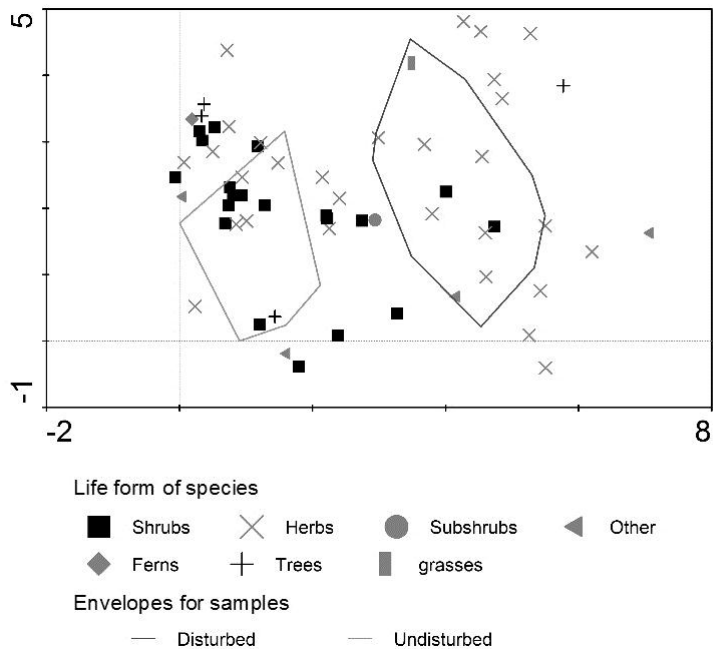 5
-1
-2 8
Life form of species
Shrubs Herbs Subshrubs Other
Ferns Trees grasses
Envelopes for samples
Disturbed Undisturbed